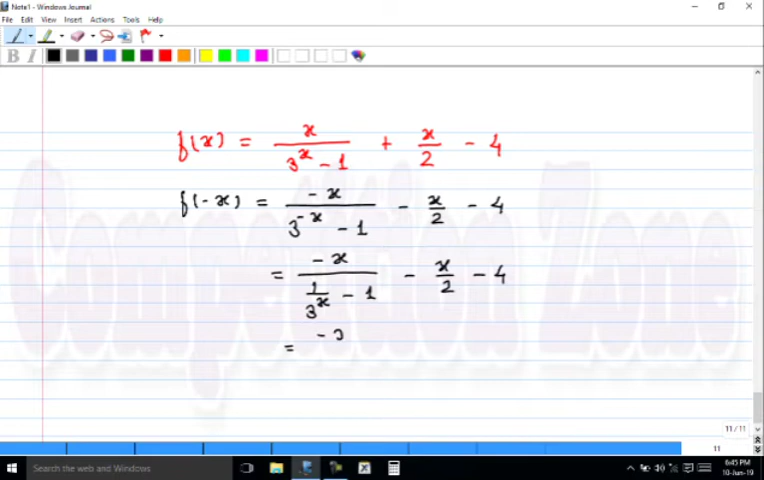 Note1 - Windows Journal
File Edit View Insert Actions Tools Help
B I
f(x) = x/(3^x - 1) + x/2 - 4
f(-x) = -x/(3^-x - 1) - x/2 - 4
= -x/(1/3^x - 1) - x/2 - 4
= -
Competition Zone
11/11
11
Search the web and Windows
6:45 PM
10-Jun-19